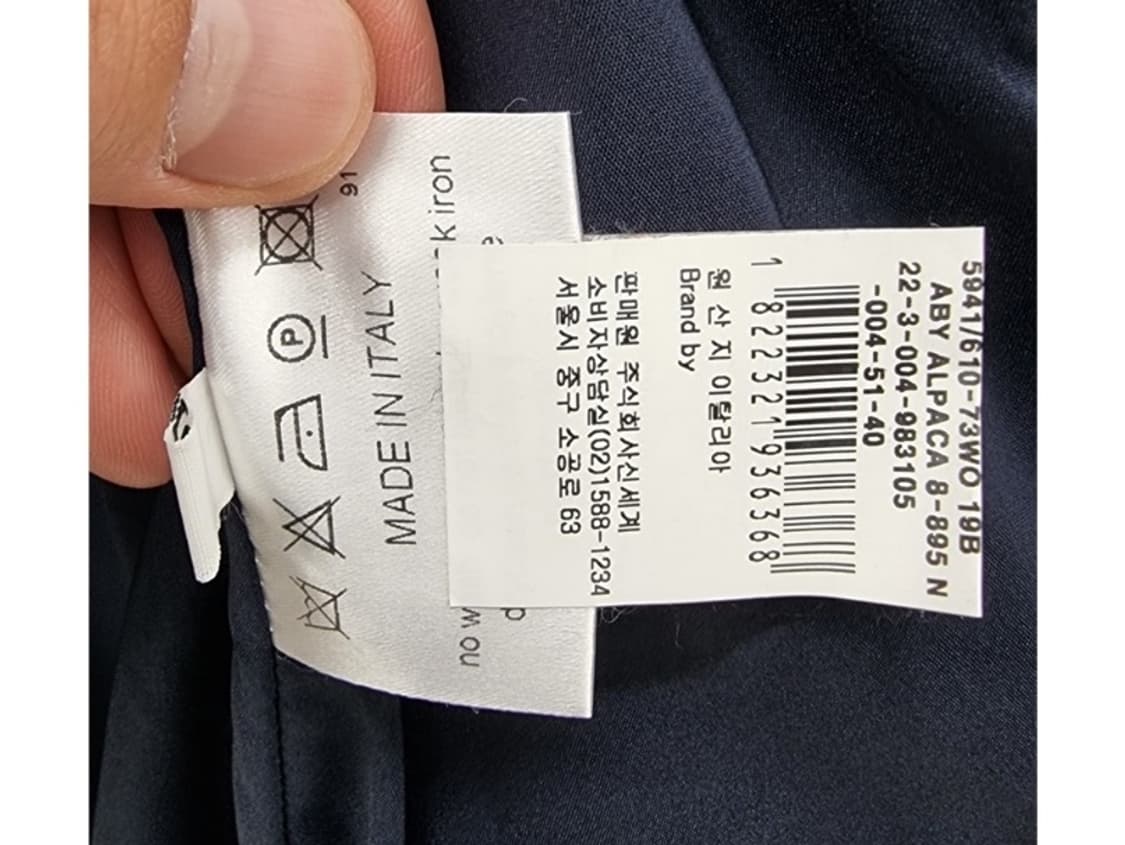 5941/610-73WO 19B
ABY ALPACA 8-895 N
22-3-004-983105
-004-51-40
1 822321 936368
원 산 지 이탈리아
Brand by
판매원 주식회사신세계
소비자상담실(02)1588-1234
서울시 중구 소공로 63
91
P
MADE IN ITALY
no iron